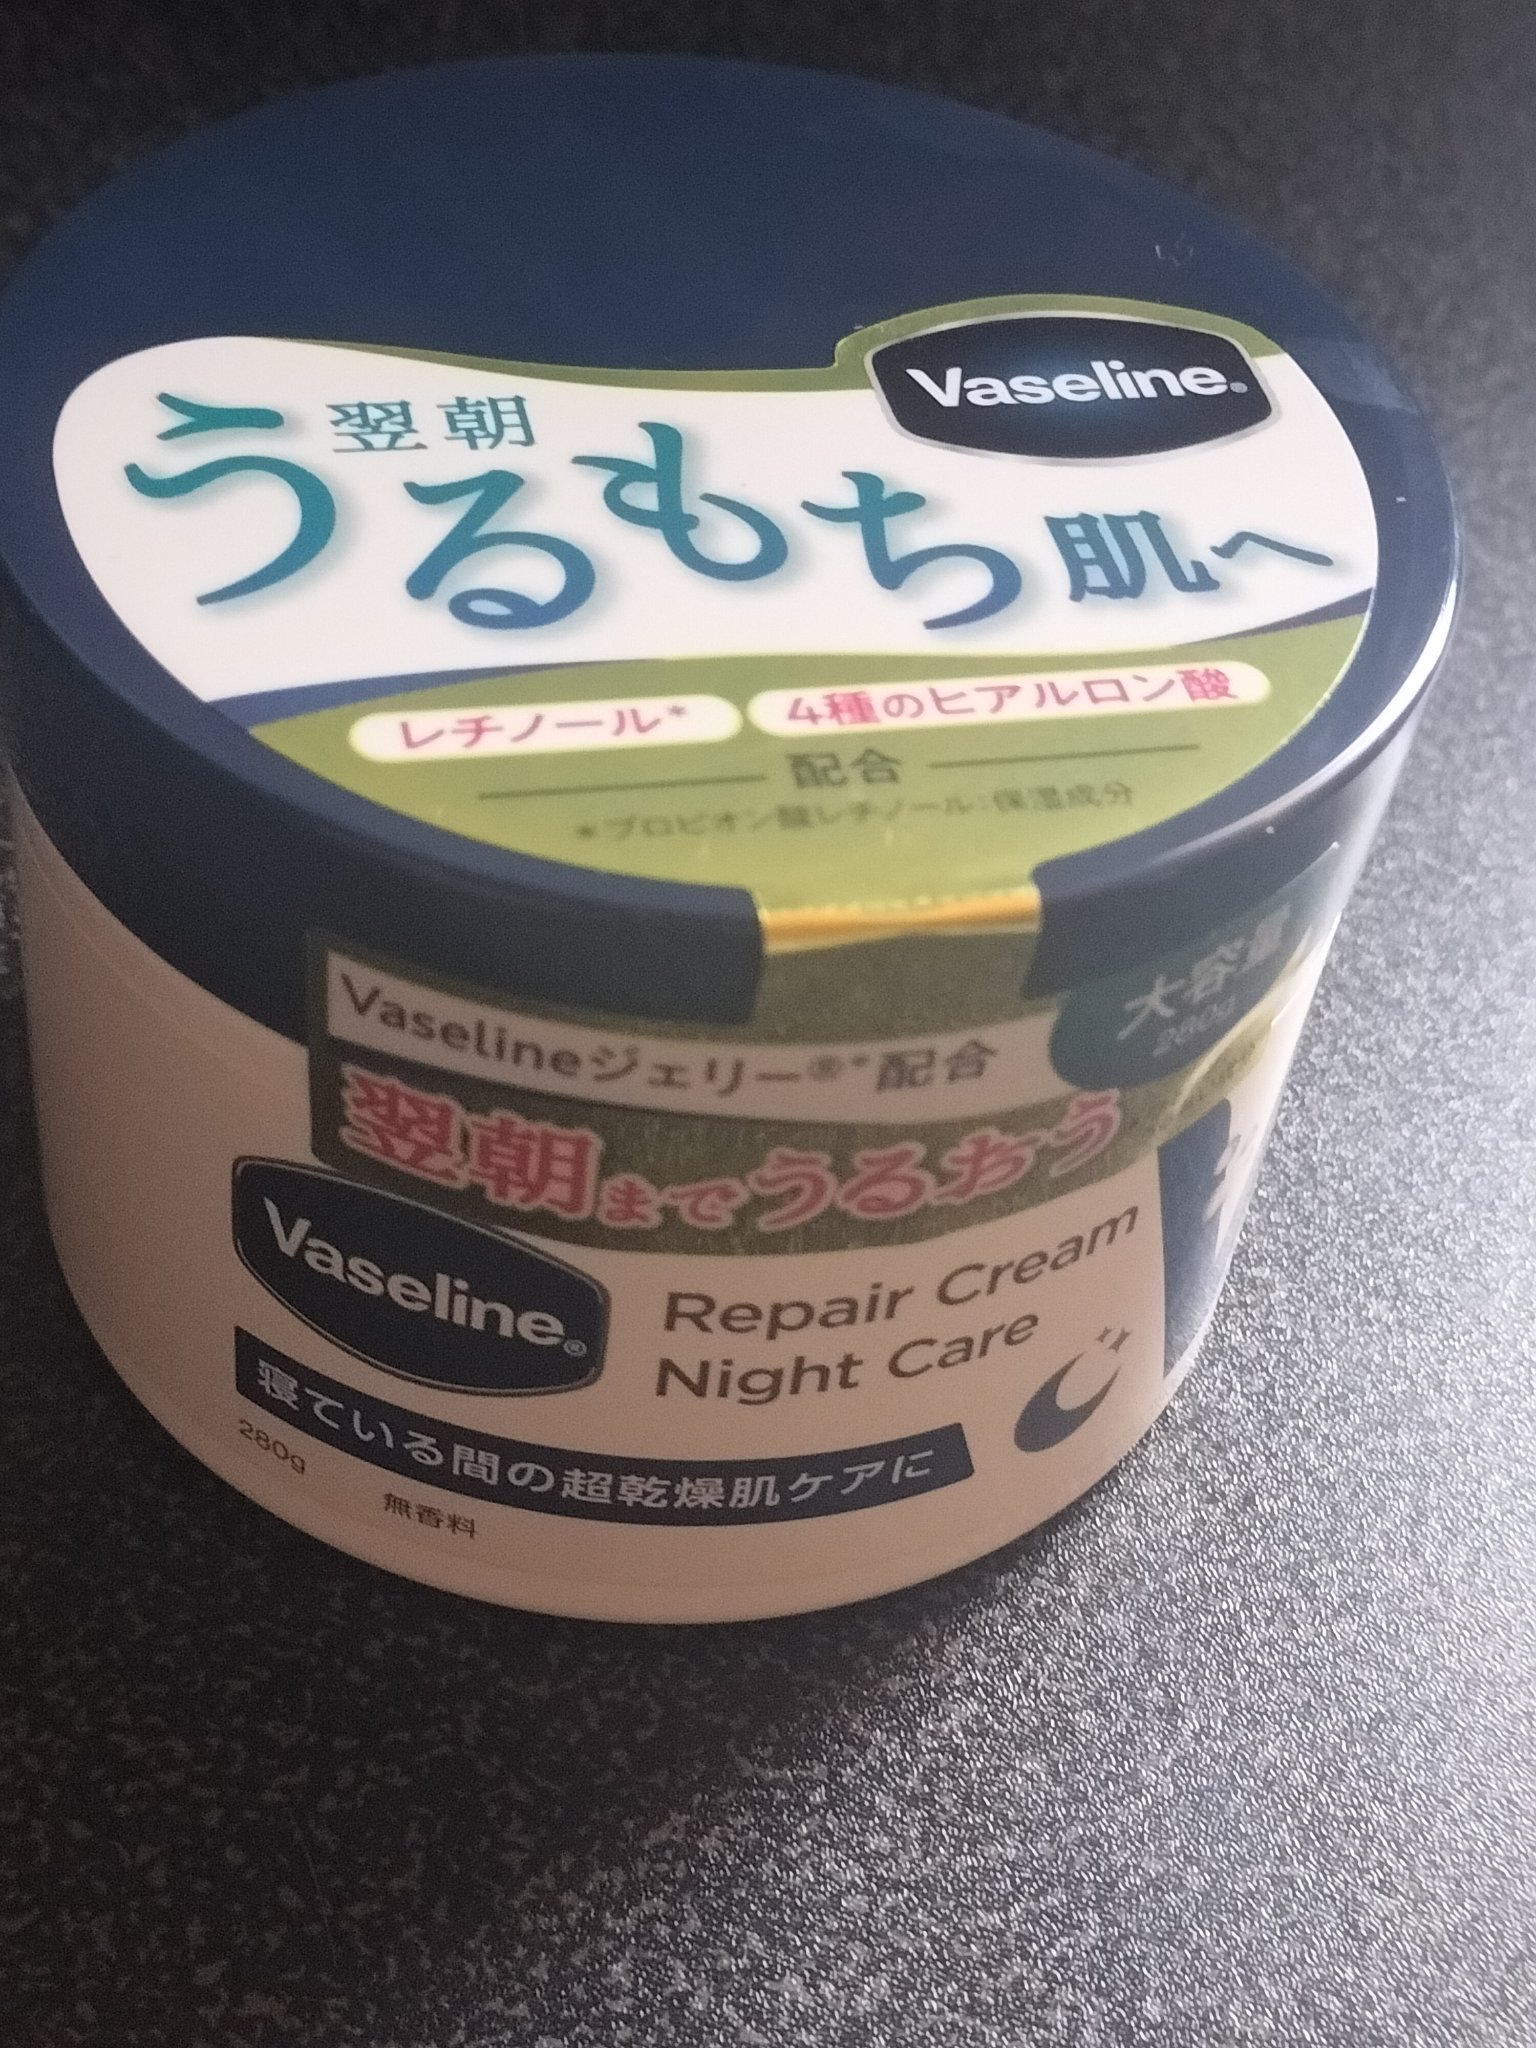 Vaseline®
翌朝
うるもち肌へ
レチノール* 4種のヒアルロン酸
配合
*プロピオン酸レチノール:保湿成分
大容量
280g
Vaselineジェリー®*配合
翌朝までうるおう
Vaseline®
Repair Cream
Night Care
寝ている間の超乾燥肌ケアに
280g
無香料